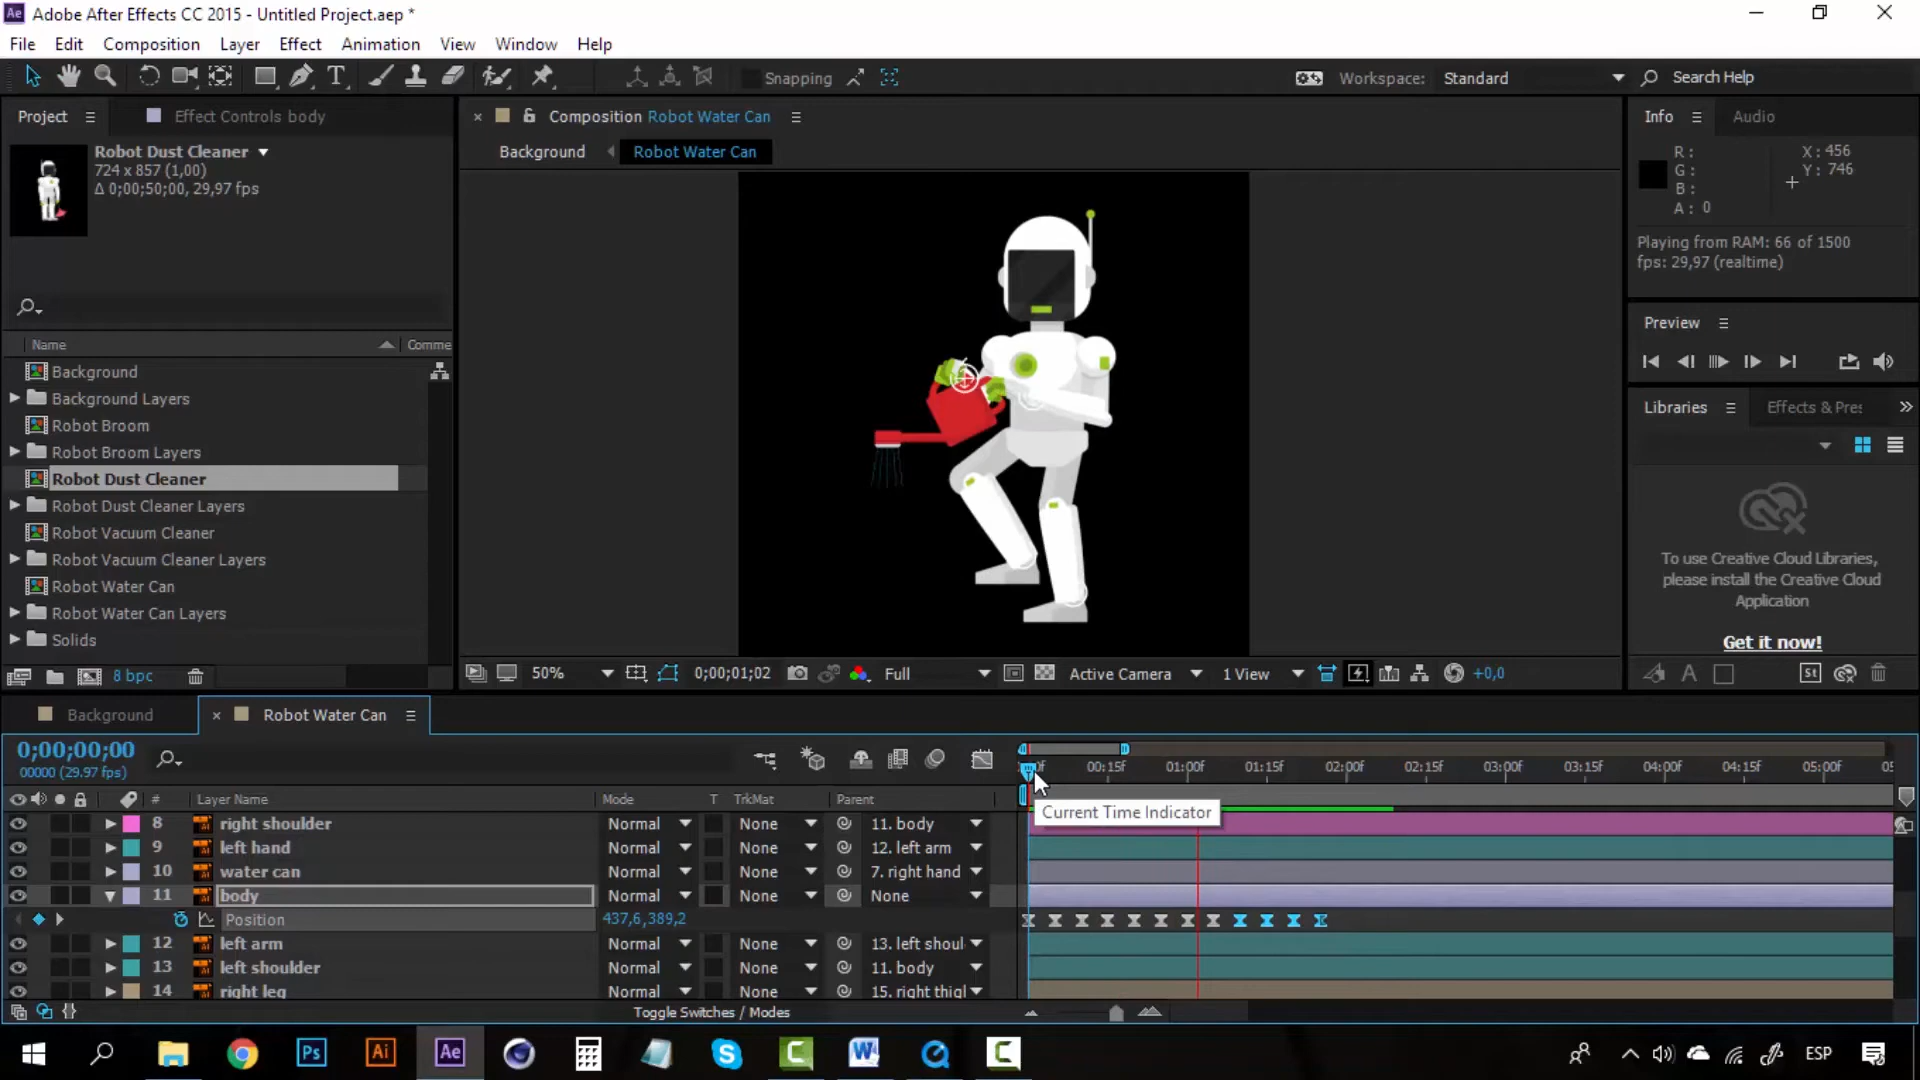 Adobe After Effects CC 2015 - Untitled Project.aep *
File Edit Composition Layer Effect Animation View Window Help
Snapping
Workspace: Standard
Search Help
Project
Effect Controls body
Robot Dust Cleaner
724 x 857 (1,00)
Δ 0;00;50;00, 29,97 fps
Name
Comme
Background
Background Layers
Robot Broom
Robot Broom Layers
Robot Dust Cleaner
Robot Dust Cleaner Layers
Robot Vacuum Cleaner
Robot Vacuum Cleaner Layers
Robot Water Can
Robot Water Can Layers
Solids
8 bpc
Composition Robot Water Can
Background
Robot Water Can
50%
0;00;01;02
Full
Active Camera
1 View
+0,0
Info
Audio
R :
G :
B :
A : 0
X : 456
Y : 746
Playing from RAM: 66 of 1500
fps: 29,97 (realtime)
Preview
Libraries
Effects & Pres
To use Creative Cloud Libraries,
please install the Creative Cloud
Application
Get it now!
St
Background
Robot Water Can
0;00;00;00
00000 (29.97 fps)
00:15f 01:00f 01:15f 02:00f 02:15f 03:00f 03:15f 04:00f 04:15f 05:00f
# Layer Name Mode T TrkMat Parent
Current Time Indicator
8 right shoulder Normal None 11. body
9 left hand Normal None 12. left arm
10 water can Normal None 7. right hand
11 body Normal None None
Position 437,6,389,2
12 left arm Normal None 13. left shoul
13 left shoulder Normal None 11. body
14 right leg Normal None 15. right thigl
Toggle Switches / Modes
Ps Ai Ae
ESP